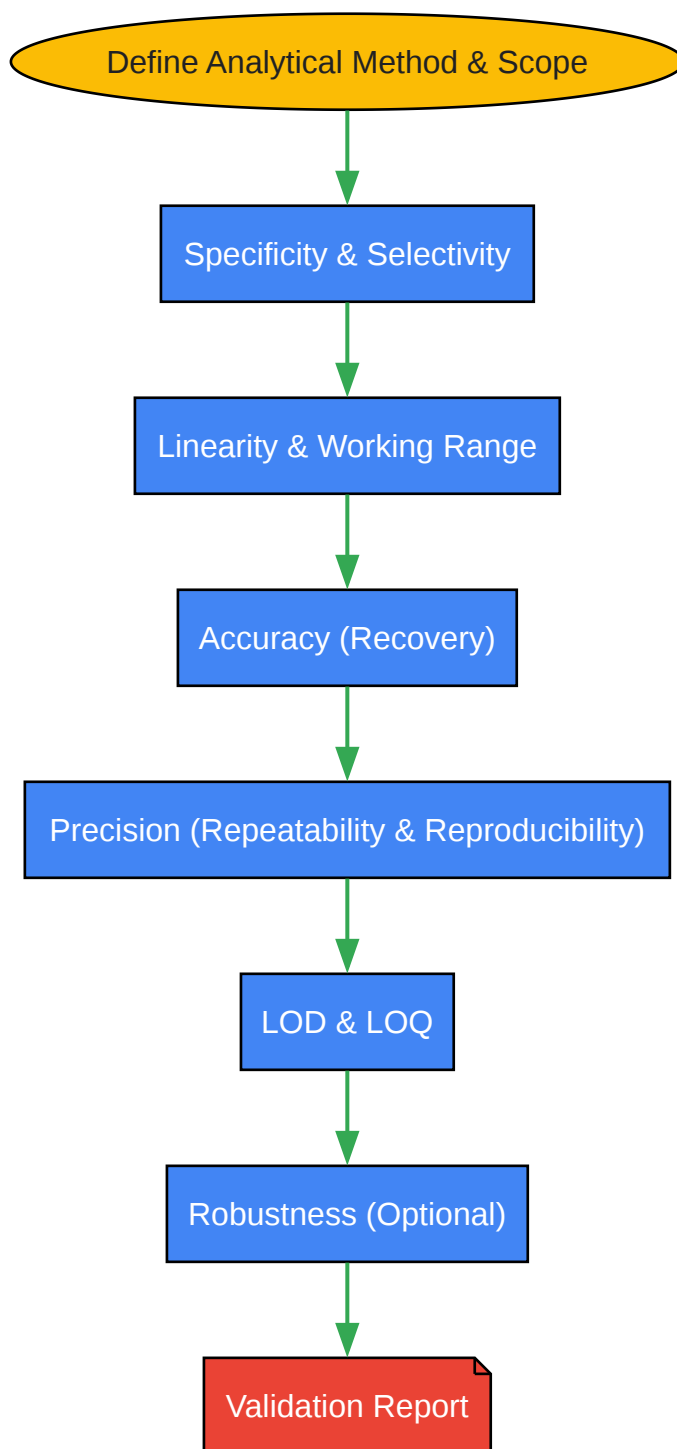 Define Analytical Method & Scope
Specificity & Selectivity
Linearity & Working Range
Accuracy (Recovery)
Precision (Repeatability & Reproducibility)
LOD & LOQ
Robustness (Optional)
Validation Report